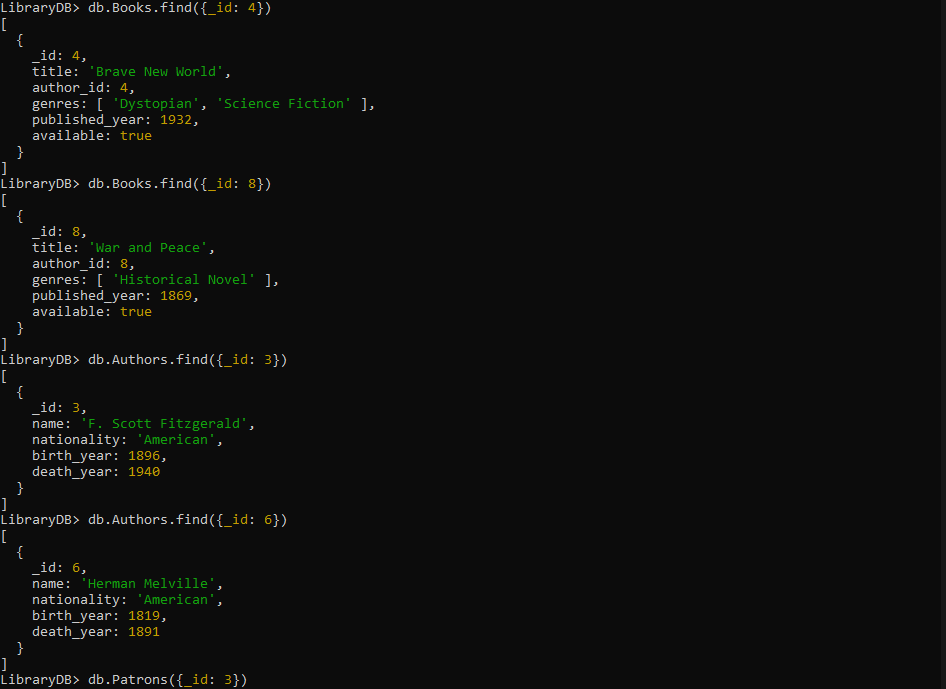 LibraryDB> db.Books.find({_id: 4})
[
  {
    _id: 4,
    title: 'Brave New World',
    author_id: 4,
    genres: [ 'Dystopian', 'Science Fiction' ],
    published_year: 1932,
    available: true
  }
]
LibraryDB> db.Books.find({_id: 8})
[
  {
    _id: 8,
    title: 'War and Peace',
    author_id: 8,
    genres: [ 'Historical Novel' ],
    published_year: 1869,
    available: true
  }
]
LibraryDB> db.Authors.find({_id: 3})
[
  {
    _id: 3,
    name: 'F. Scott Fitzgerald',
    nationality: 'American',
    birth_year: 1896,
    death_year: 1940
  }
]
LibraryDB> db.Authors.find({_id: 6})
[
  {
    _id: 6,
    name: 'Herman Melville',
    nationality: 'American',
    birth_year: 1819,
    death_year: 1891
  }
]
LibraryDB> db.Patrons({_id: 3})